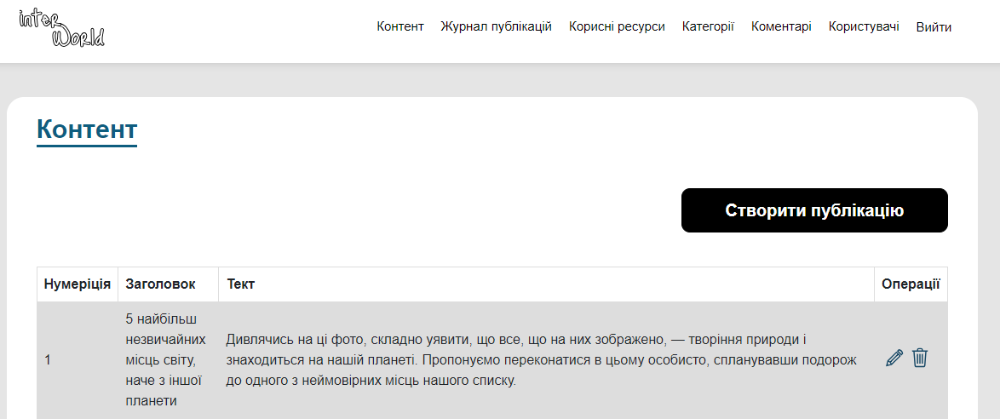 inter World
Контент Журнал публікацій Корисні ресурси Категорії Коментарі Користувачі Вийти
Контент
Створити публікацію
Нумеріція Заголовок Тект Операції
1
5 найбільш
незвичайних
місць світу,
наче з іншої
планети
Дивлячись на ці фото, складно уявити, що все, що на них зображено, — творіння природи і
знаходиться на нашій планеті. Пропонуємо переконатися в цьому особисто, спланувавши подорож
до одного з неймовірних місць нашого списку.